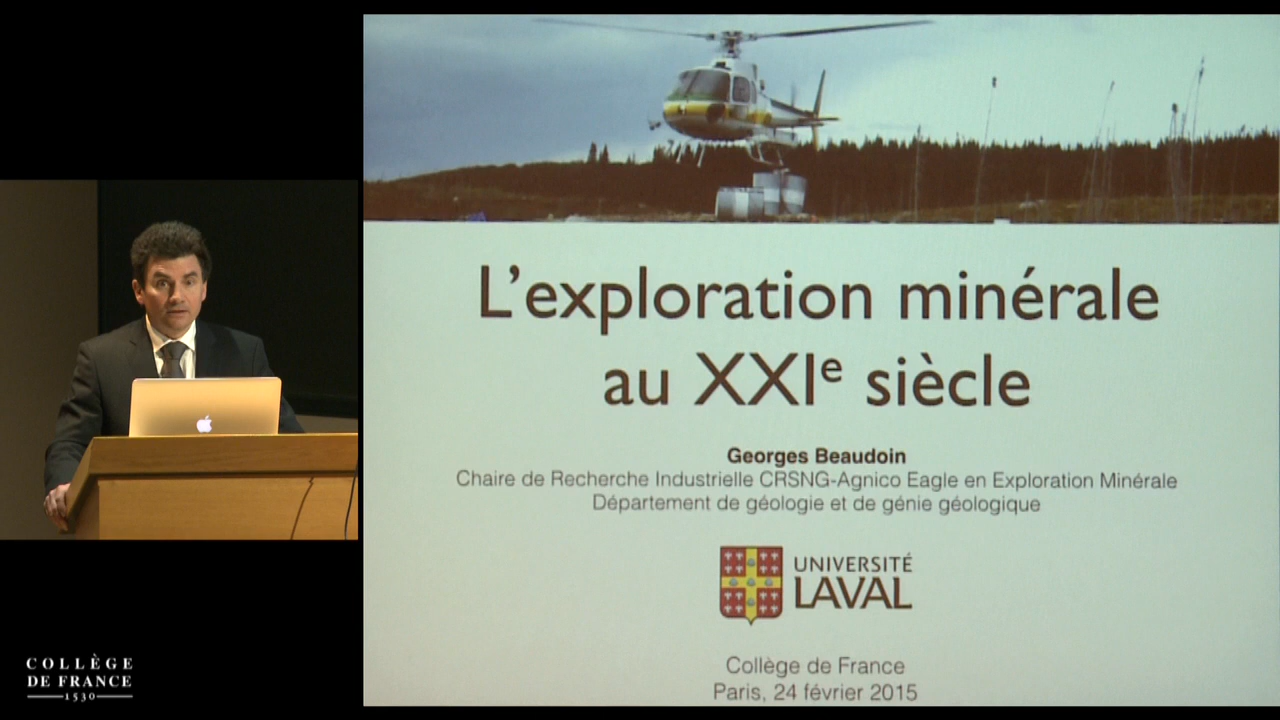 L'exploration minérale
au XXIe siècle
Georges Beaudoin
Chaire de Recherche Industrielle CRSNG-Agnico Eagle en Exploration Minérale
Département de géologie et de génie géologique
UNIVERSITÉ
LAVAL
Collège de France
Paris, 24 février 2015
COLLÈGE
DE FRANCE
1530